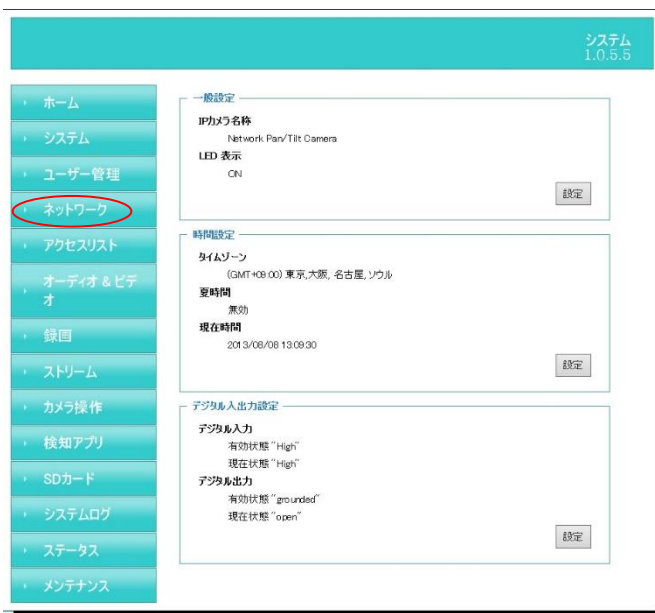 システム
1.0.5.5
ホーム
システム
ユーザー管理
ネットワーク
アクセスリスト
オーディオ & ビデ
オ
録画
ストリーム
カメラ操作
検知アプリ
SDカード
システムログ
ステータス
メンテナンス
一般設定
IPカメラ名称
Network Pan/Tilt Camera
LED 表示
ON
設定
時間設定
タイムゾーン
(GMT+09:00) 東京,大阪, 名古屋, ソウル
夏時間
無効
現在時間
2013/08/08 13:09:30
設定
デジタル入出力設定
デジタル入力
有効状態 "High"
現在状態 "High"
デジタル出力
有効状態 "grounded"
現在状態 "open"
設定